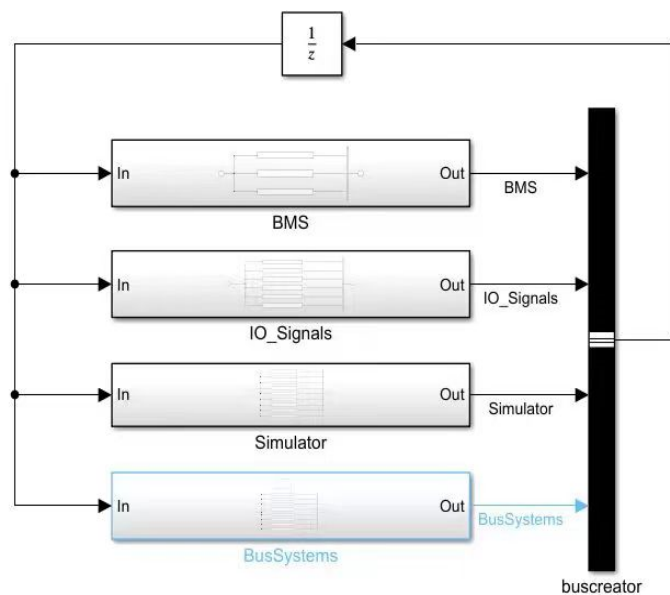 1
z
In
Out
BMS
BMS
In
Out
IO_Signals
IO_Signals
In
Out
Simulator
Simulator
In
Out
BusSystems
BusSystems
buscreator